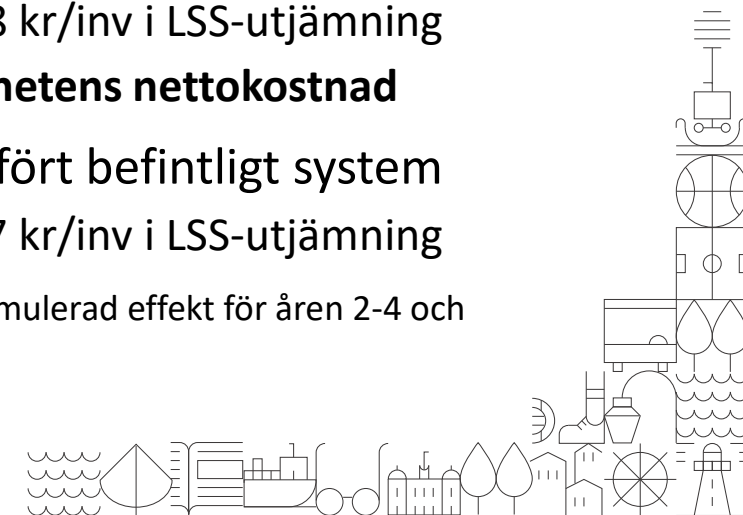 8 kr/inv i LSS-utjämning
hetens nettokostnad
fört befintligt system
7 kr/inv i LSS-utjämning
mulerad effekt för åren 2-4 och